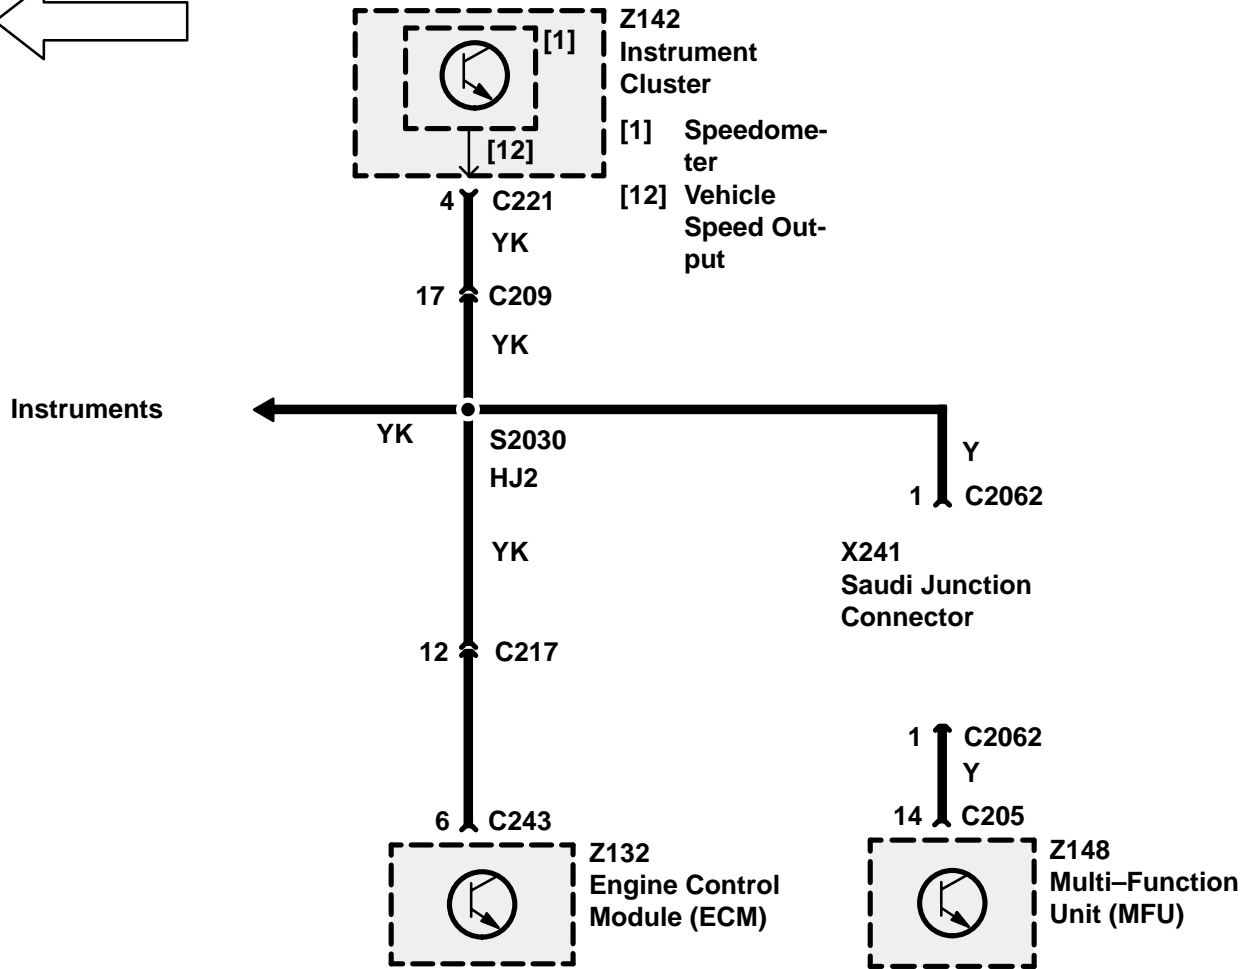 Z142
Instrument
Cluster
[1]
[1] Speedome-
ter
[12]
[12] Vehicle
Speed Out-
put
4 C221
YK
17 C209
YK
Instruments
YK
S2030
HJ2
Y
1 C2062
YK
X241
Saudi Junction
Connector
12 C217
1 C2062
Y
6 C243
14 C205
Z132
Engine Control
Module (ECM)
Z148
Multi–Function
Unit (MFU)